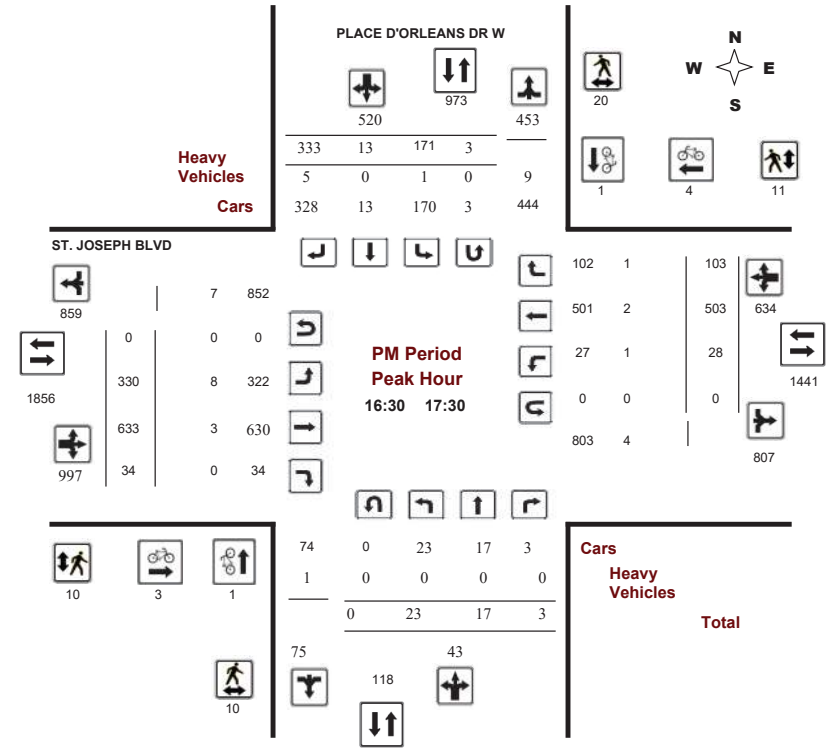 PLACE D'ORLEANS DR W
N
W E
S
973
20
520 453
333 13 171 3
Heavy
Vehicles 5 0 1 0 9
Cars 328 13 170 3 444
1 4 11
ST. JOSEPH BLVD
859 7 852
102 1 103
501 2 503 634
0 0 0
PM Period
27 1 28
Peak Hour
1856 330 8 322
1441
16:30 17:30
0 0 0
633 3 630
803 4
807
997 34 0 34
74 0 23 17 3 Cars
1 0 0 0 0 Heavy
Vehicles
10 3 1
0 23 17 3 Total
75 43
118
10